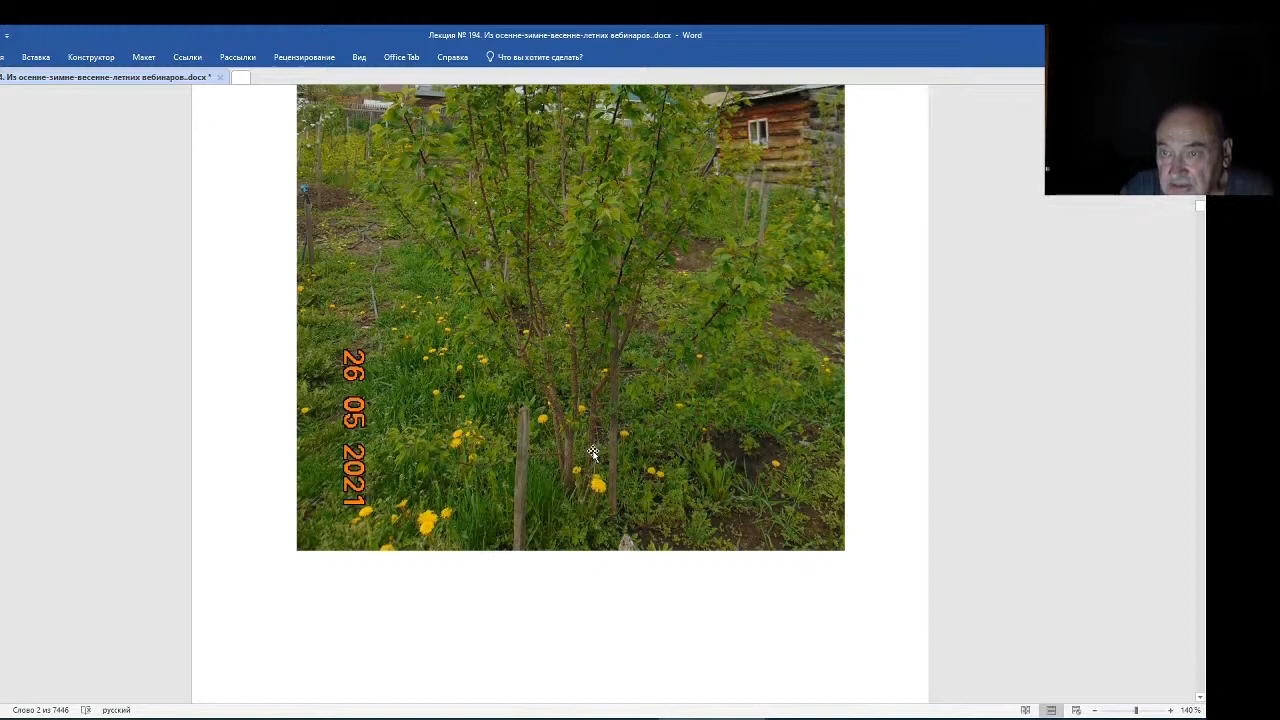 Лекция № 194. Из осенне-зимне-весенне-летних вебинаров..docx - Word
я Вставка Конструктор Макет Ссылки Рассылки Рецензирование Вид Office Tab Справка Что вы хотите сделать?
4. Из осенне-зимне-весенне-летних вебинаров..docx *
26 05 2021
Слово 2 из 7446 русский 140 %